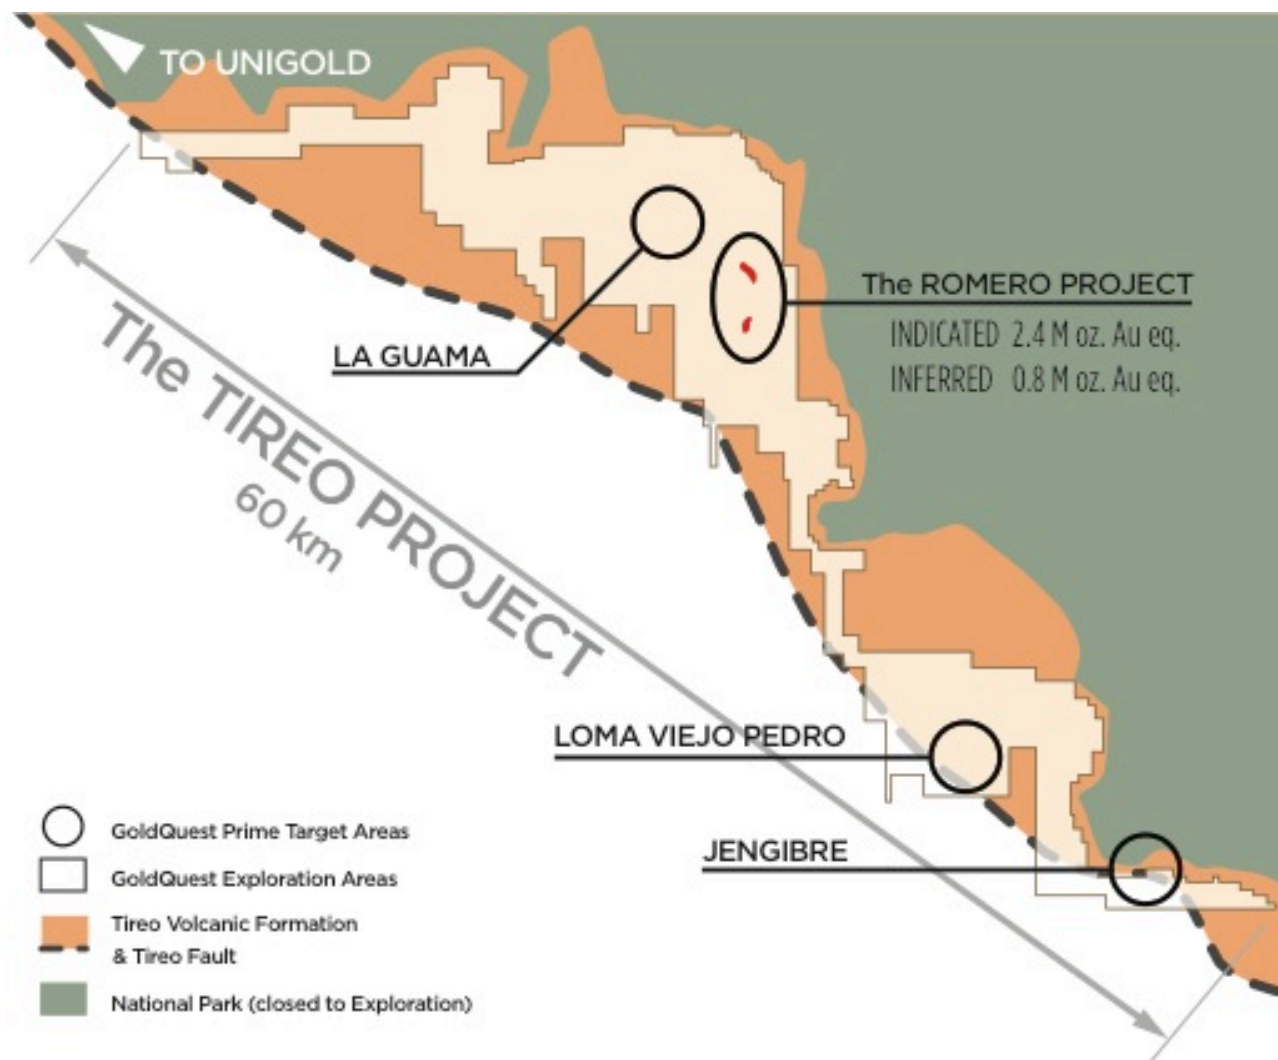 TO UNIGOLD
The ROMERO PROJECT
INDICATED 2.4 M oz. Au eq.
INFERRED 0.8 M oz. Au eq.
LA GUAMA
The TIREO PROJECT
60 km
LOMA VIEJO PEDRO
JENGIBRE
GoldQuest Prime Target Areas
GoldQuest Exploration Areas
Tireo Volcanic Formation
& Tireo Fault
National Park (closed to Exploration)